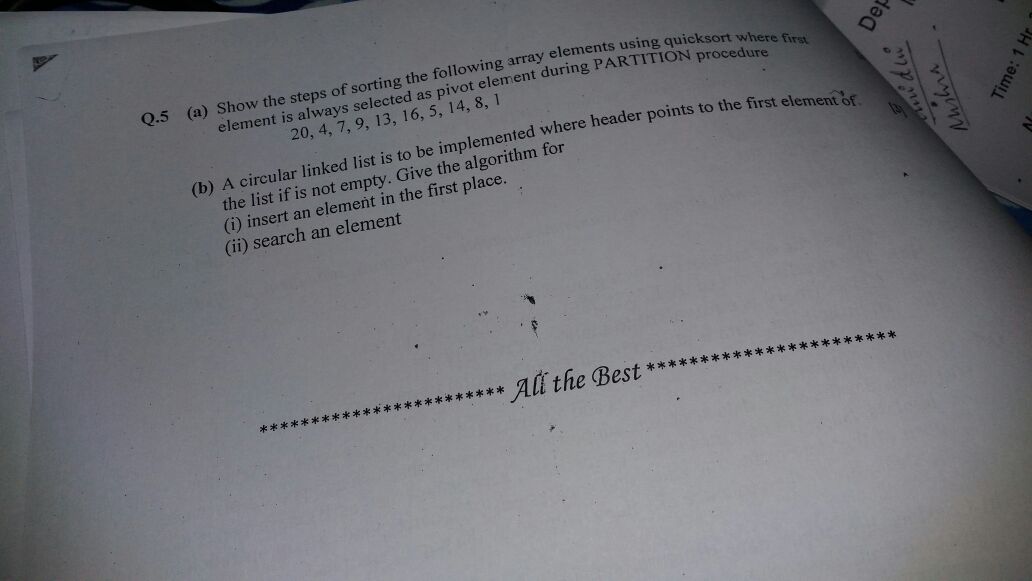 Q.5 (a) Show the steps of sorting the following array elements using quicksort where first
element is always selected as pivot element during PARTITION procedure
20, 4, 7, 9, 13, 16, 5, 14, 8, 1
(b) A circular linked list is to be implemented where header points to the first element of
the list if is not empty. Give the algorithm for
(i) insert an element in the first place.
(ii) search an element
************************ All the Best ************************
Dep
Time: 1 Hr